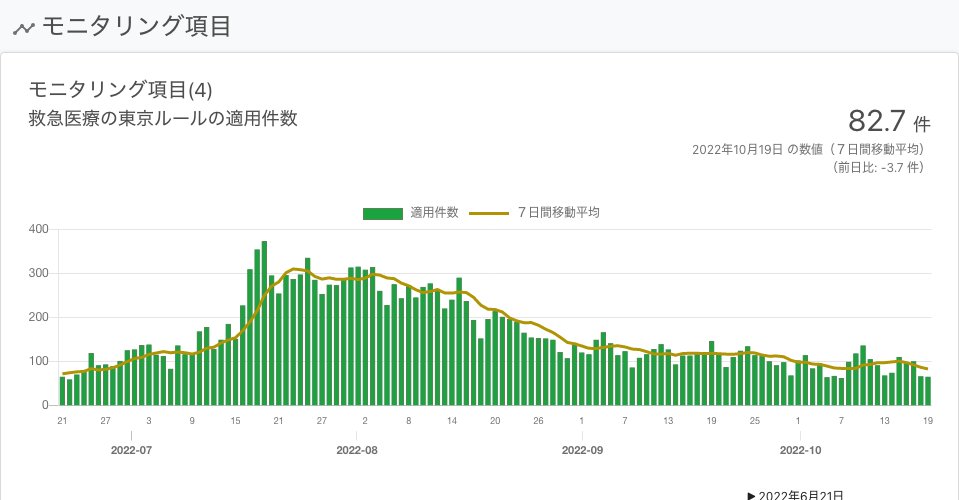 モニタリング項目
モニタリング項目(4)
救急医療の東京ルールの適用件数
82.7 件
2022年10月19日 の数値（７日間移動平均）
（前日比: -3.7 件）
適用件数 ７日間移動平均
400
300
200
100
0
21 27 3 9 15 21 27 2 8 14 20 26 1 7 13 19 25 1 7 13 19
2022-07 2022-08 2022-09 2022-10
▶ 2022年6月21日